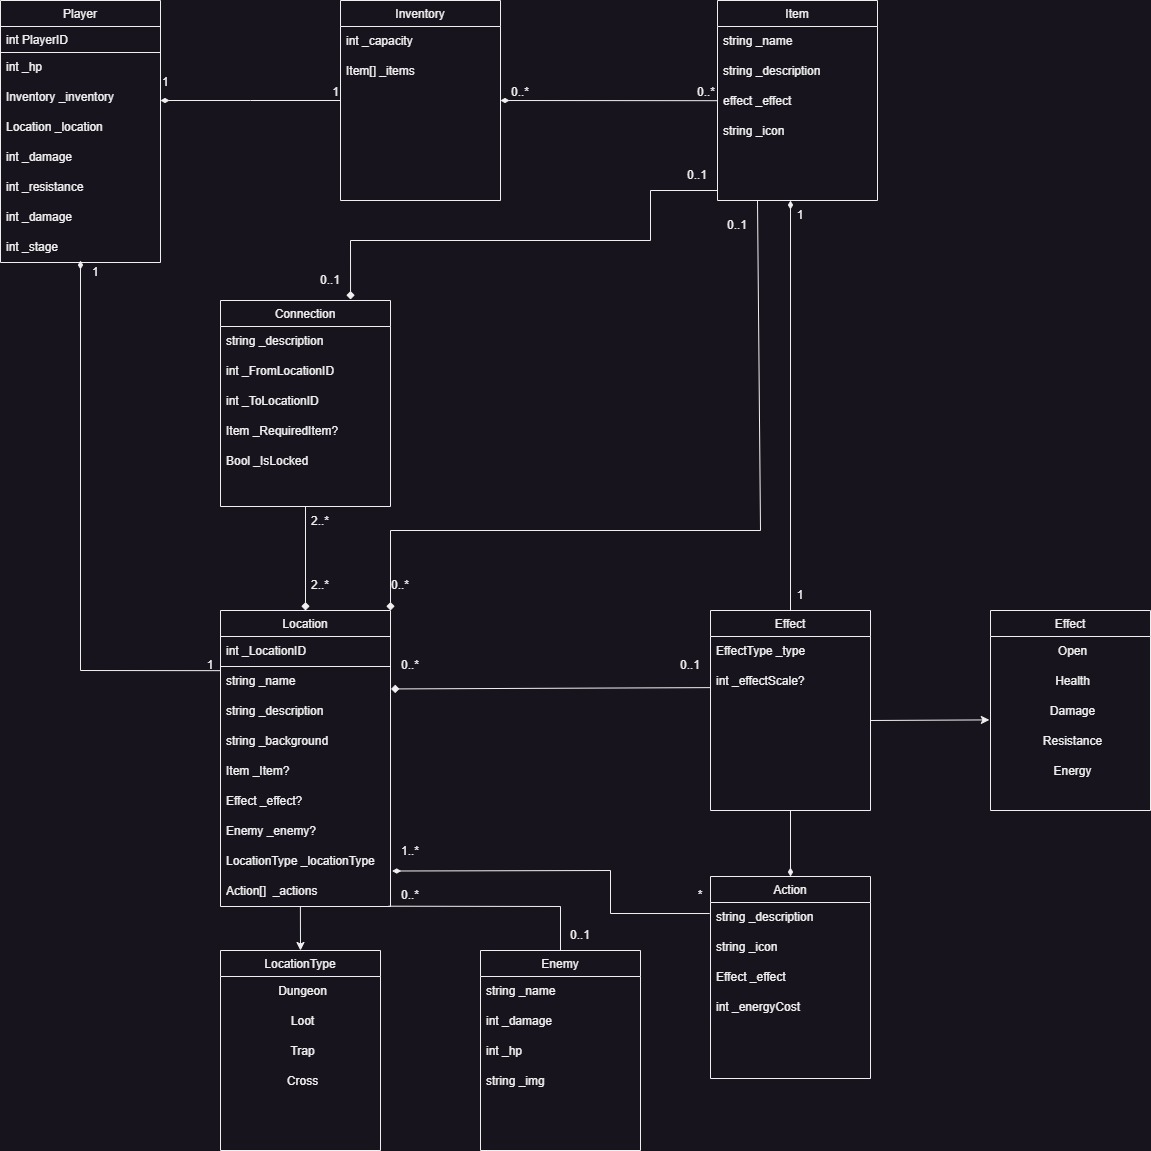 Player
int PlayerID
int _hp
Inventory _inventory
Location _location
int _damage
int _resistance
int _damage
int _stage
1
1
Inventory
int _capacity
Item[] _items
0..*
0..*
Item
string _name
string _description
effect _effect
string _icon
0..1
0..1
1
1
0..1
Connection
string _description
int _FromLocationID
int _ToLocationID
Item _RequiredItem?
Bool _IsLocked
2..*
2..*
0..*
1
1
Location
int _LocationID
string _name
string _description
string _background
Item _Item?
Effect _effect?
Enemy _enemy?
LocationType _locationType
Action[] _actions
0..*
0..1
Effect
EffectType _type
int _effectScale?
Effect
Open
Health
Damage
Resistance
Energy
1..*
*
0..*
0..1
LocationType
Dungeon
Loot
Trap
Cross
Enemy
string _name
int _damage
int _hp
string _img
Action
string _description
string _icon
Effect _effect
int _energyCost